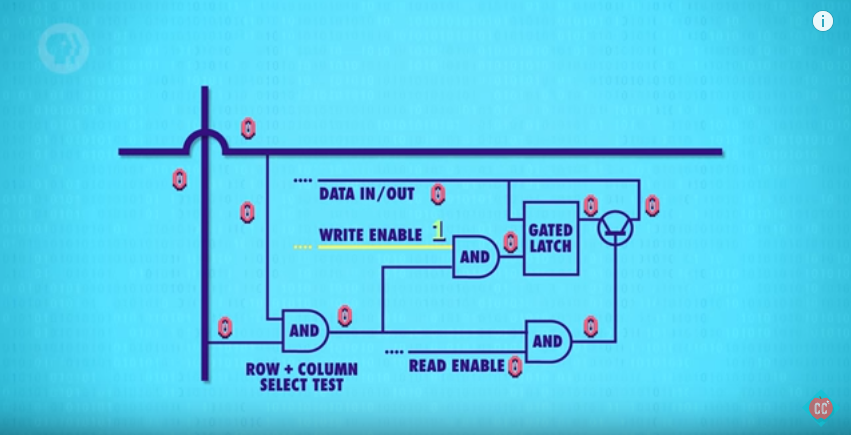 i
0
0
DATA IN/OUT 0
0
0
0
WRITE ENABLE 1
GATED
LATCH
AND
0
0
0
AND
0
AND
ROW + COLUMN
SELECT TEST
READ ENABLE 0
CC